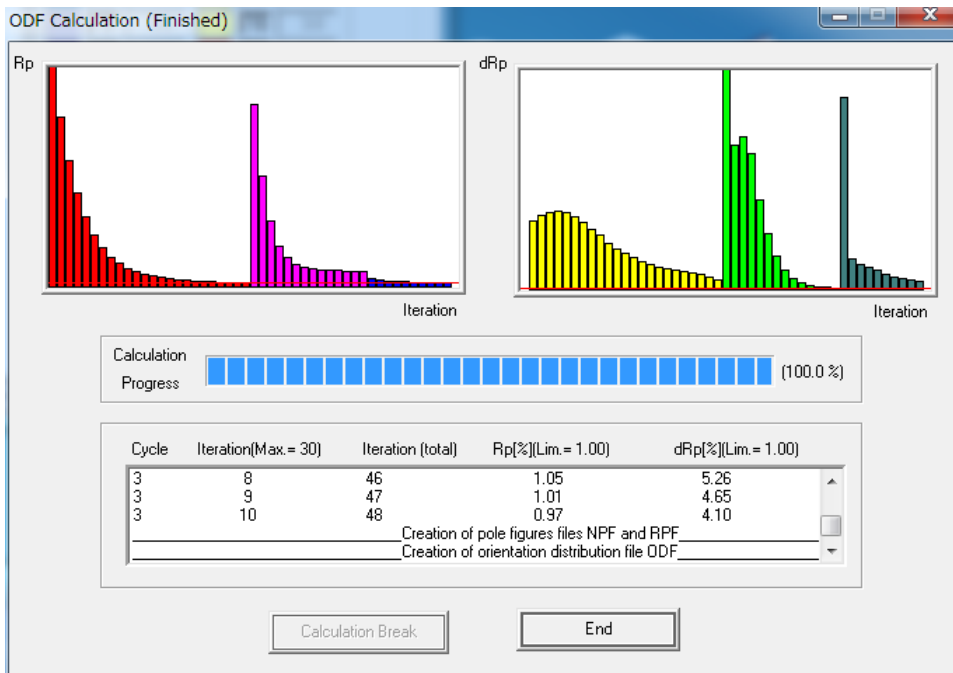 ODF Calculation (Finished)
Rp
dRp
Iteration
Iteration
Calculation
Progress
(100.0 %)
Cycle Iteration(Max.= 30) Iteration (total) Rp[%](Lim.= 1.00) dRp[%](Lim.= 1.00)
3 8 46 1.05 5.26
3 9 47 1.01 4.65
3 10 48 0.97 4.10
Creation of pole figures files NPF and RPF
Creation of orientation distribution file ODF
Calculation Break
End